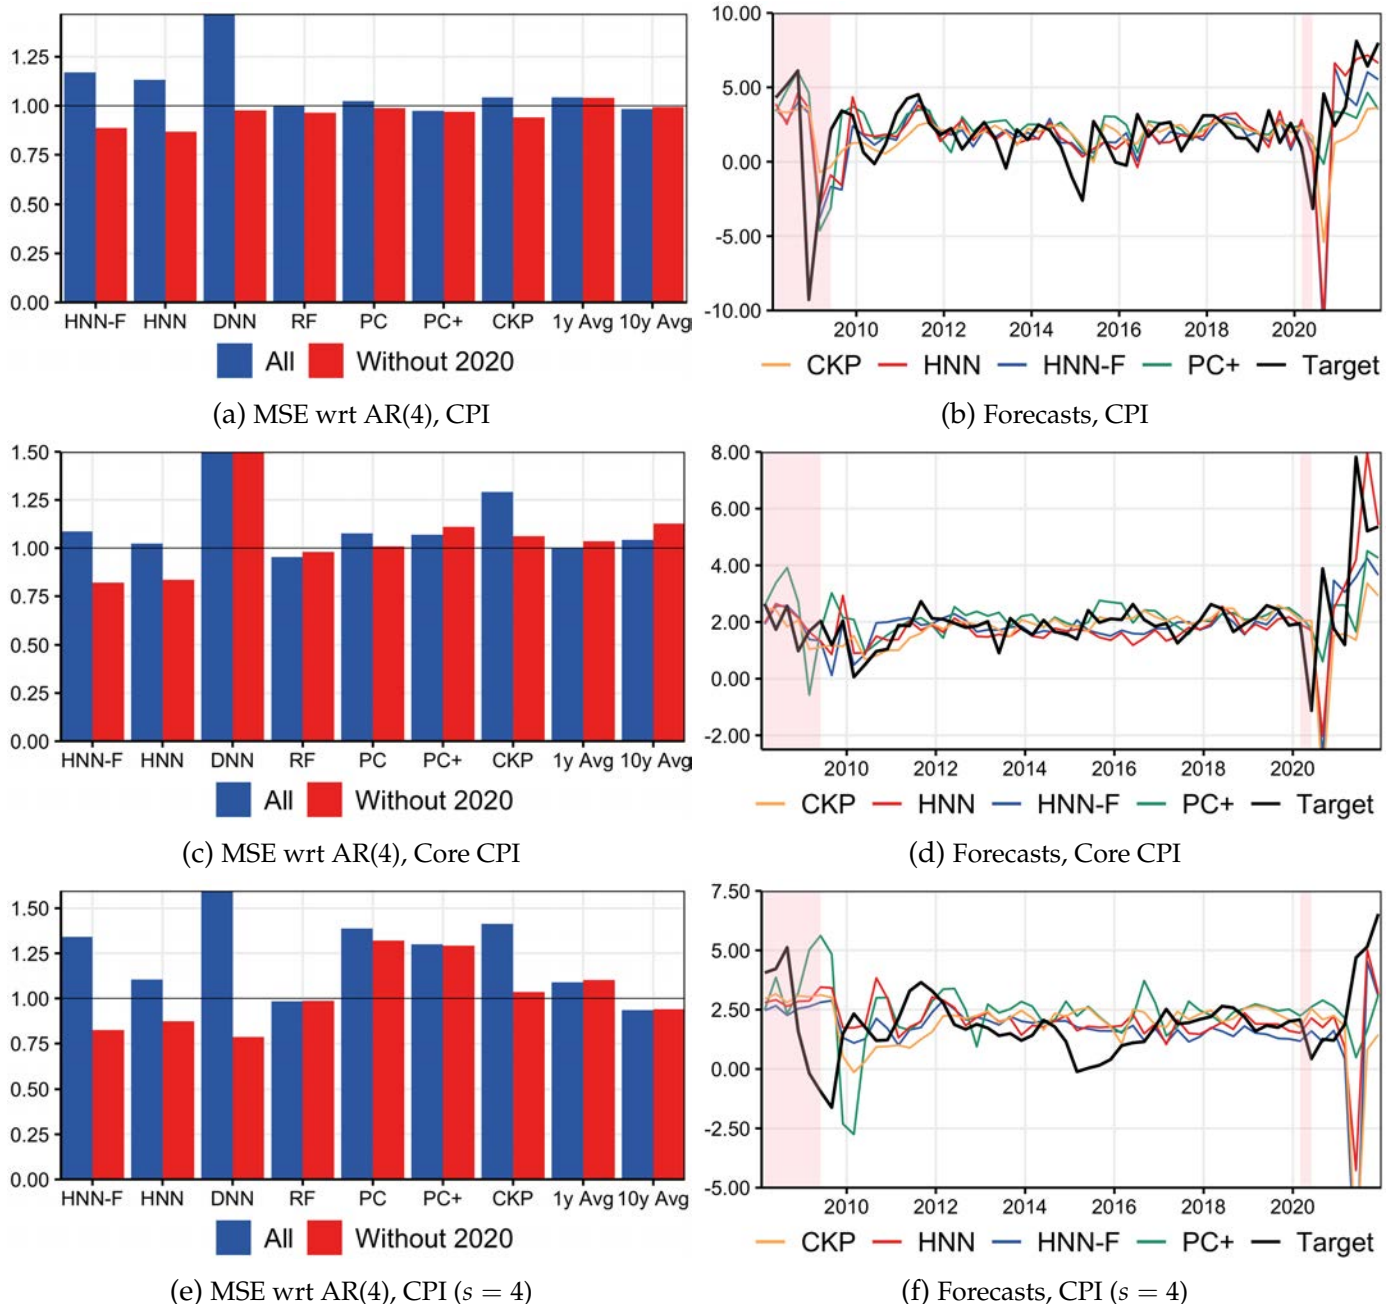 1.25
1.00
0.75
0.50
0.25
0.00
HNN-F HNN DNN RF PC PC+ CKP 1y Avg 10y Avg
All Without 2020
(a) MSE wrt AR(4), CPI
10.00
5.00
0.00
-5.00
-10.00
2010 2012 2014 2016 2018 2020
CKP HNN HNN-F PC+ Target
(b) Forecasts, CPI
1.50
1.25
1.00
0.75
0.50
0.25
0.00
HNN-F HNN DNN RF PC PC+ CKP 1y Avg 10y Avg
All Without 2020
(c) MSE wrt AR(4), Core CPI
8.00
6.00
4.00
2.00
0.00
-2.00
2010 2012 2014 2016 2018 2020
CKP HNN HNN-F PC+ Target
(d) Forecasts, Core CPI
1.50
1.25
1.00
0.75
0.50
0.25
0.00
HNN-F HNN DNN RF PC PC+ CKP 1y Avg 10y Avg
All Without 2020
(e) MSE wrt AR(4), CPI (s = 4)
7.50
5.00
2.50
0.00
-2.50
-5.00
2010 2012 2014 2016 2018 2020
CKP HNN HNN-F PC+ Target
(f) Forecasts, CPI (s = 4)